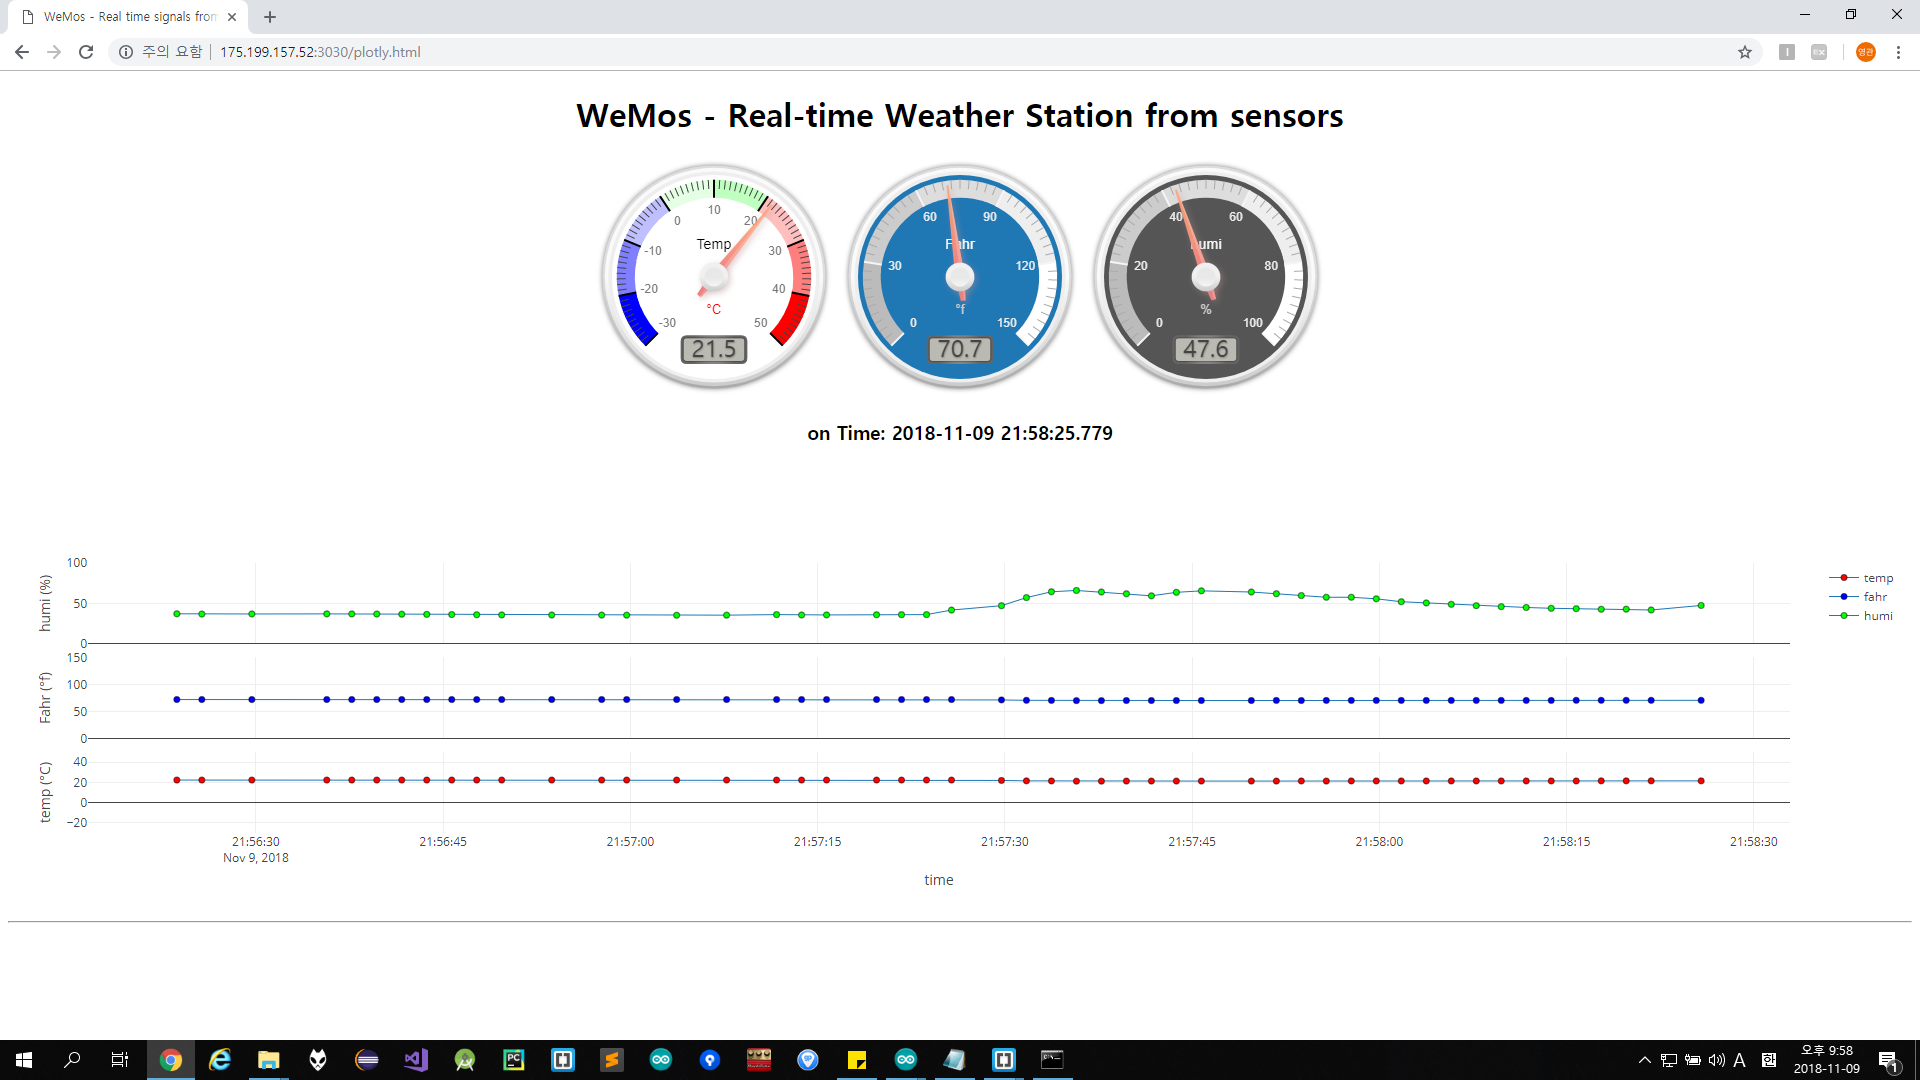 WeMos - Real time signals from
주의 요함 175.199.157.52:3030/plotly.html
영관
WeMos - Real-time Weather Station from sensors
-30 -20 -10 0 10 20 30 40 50
Temp
°C
21.5
0 30 60 90 120 150
Fahr
°f
70.7
0 20 40 60 80 100
humi
%
47.6
on Time: 2018-11-09 21:58:25.779
humi (%)
100
50
0
Fahr (°f)
150
100
50
0
temp (°C)
40
20
0
−20
temp
fahr
humi
21:56:30 21:56:45 21:57:00 21:57:15 21:57:30 21:57:45 21:58:00 21:58:15 21:58:30
Nov 9, 2018
time
PC
A 한
오후 9:58
2018-11-09
1